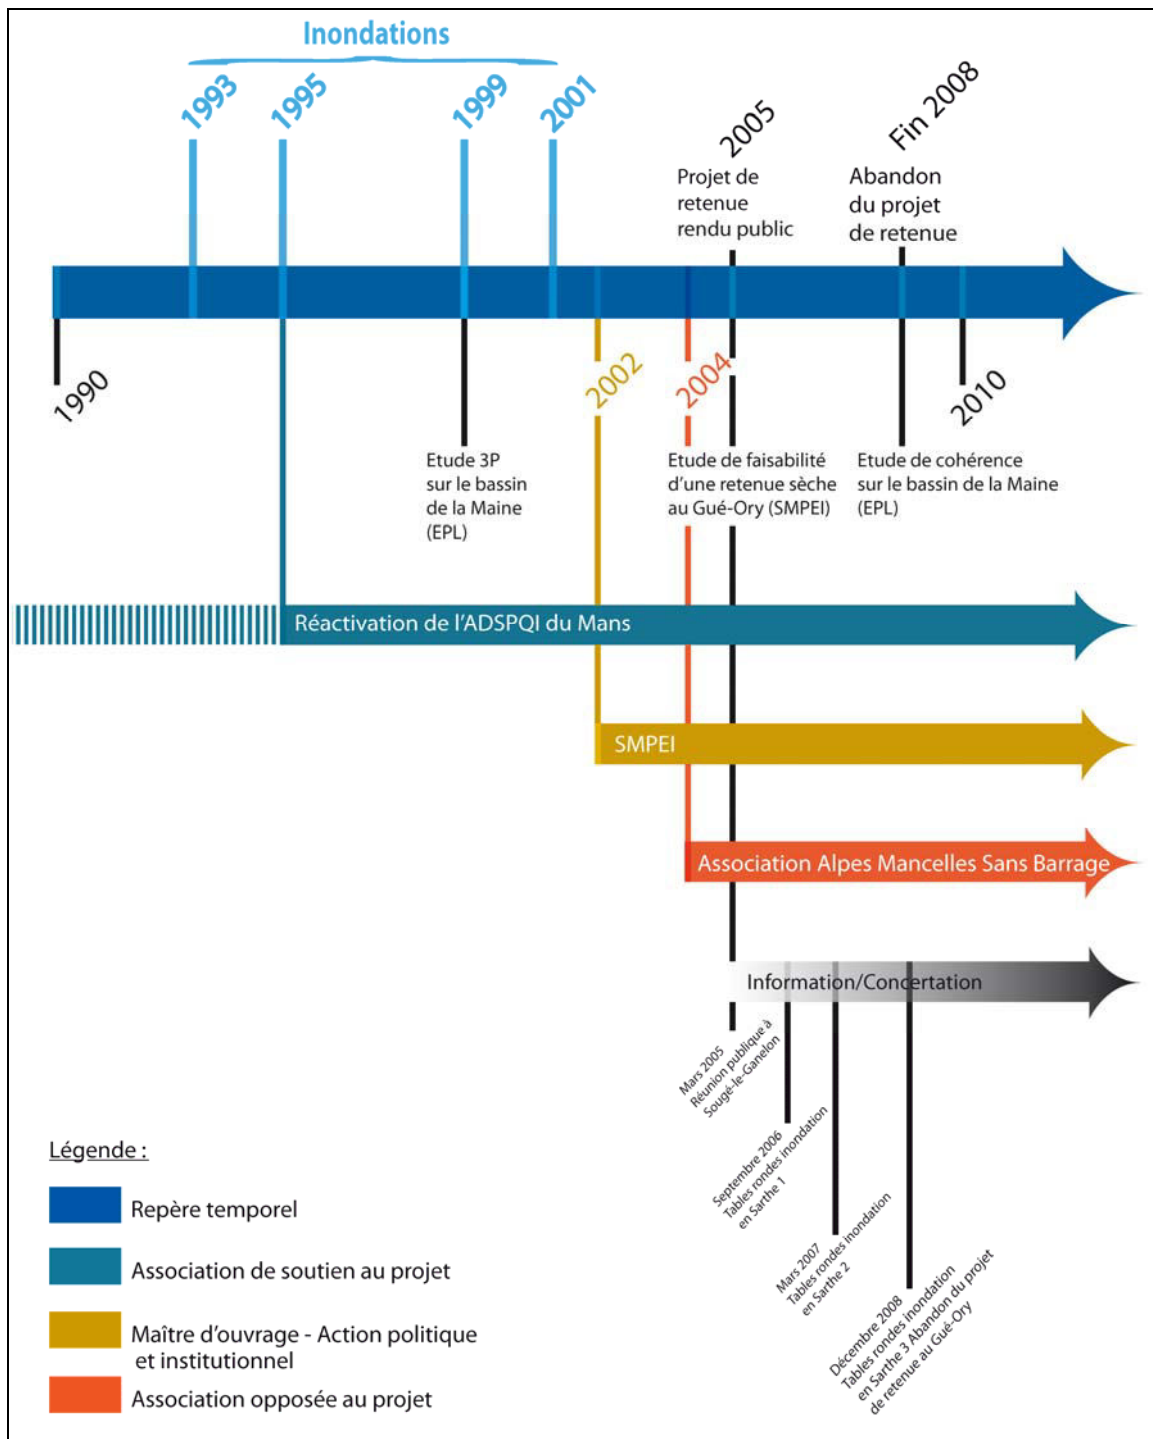 Inondations
1993
1995
1999
2001
2005
Fin 2008
Projet de
retenue
rendu public
Abandon
du projet
de retenue
1990
2002
2004
2010
Etude 3P
sur le bassin
de la Maine
(EPL)
Etude de faisabilité
d'une retenue sèche
au Gué-Ory (SMPEI)
Etude de cohérence
sur le bassin de la Maine
(EPL)
Réactivation de l'ADSPQI du Mans
SMPEI
Association Alpes Mancelles Sans Barrage
Information/Concertation
Mars 2005
Réunion publique à
Sougé-le-Ganelon
Septembre 2006
Tables rondes inondation
en Sarthe 1
Mars 2007
Tables rondes inondation
en Sarthe 2
Décembre 2008
Tables rondes inondation
en Sarthe 3 Abandon du projet
de retenue au Gué-Ory
Légende :
Repère temporel
Association de soutien au projet
Maître d'ouvrage - Action politique
et institutionnel
Association opposée au projet